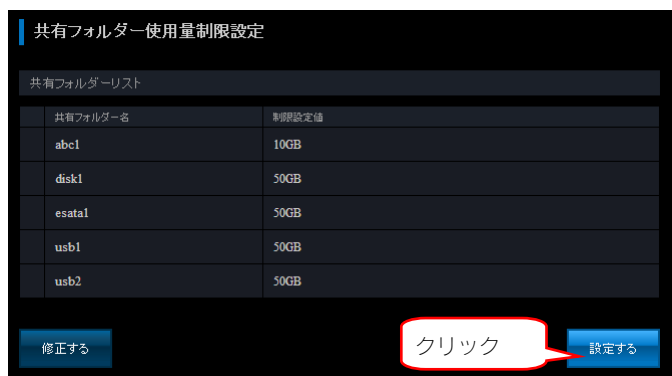 共有フォルダー使用量制限設定
共有フォルダーリスト
共有フォルダー名 制限設定値
abc1 10GB
disk1 50GB
esata1 50GB
usb1 50GB
usb2 50GB
修正する クリック 設定する